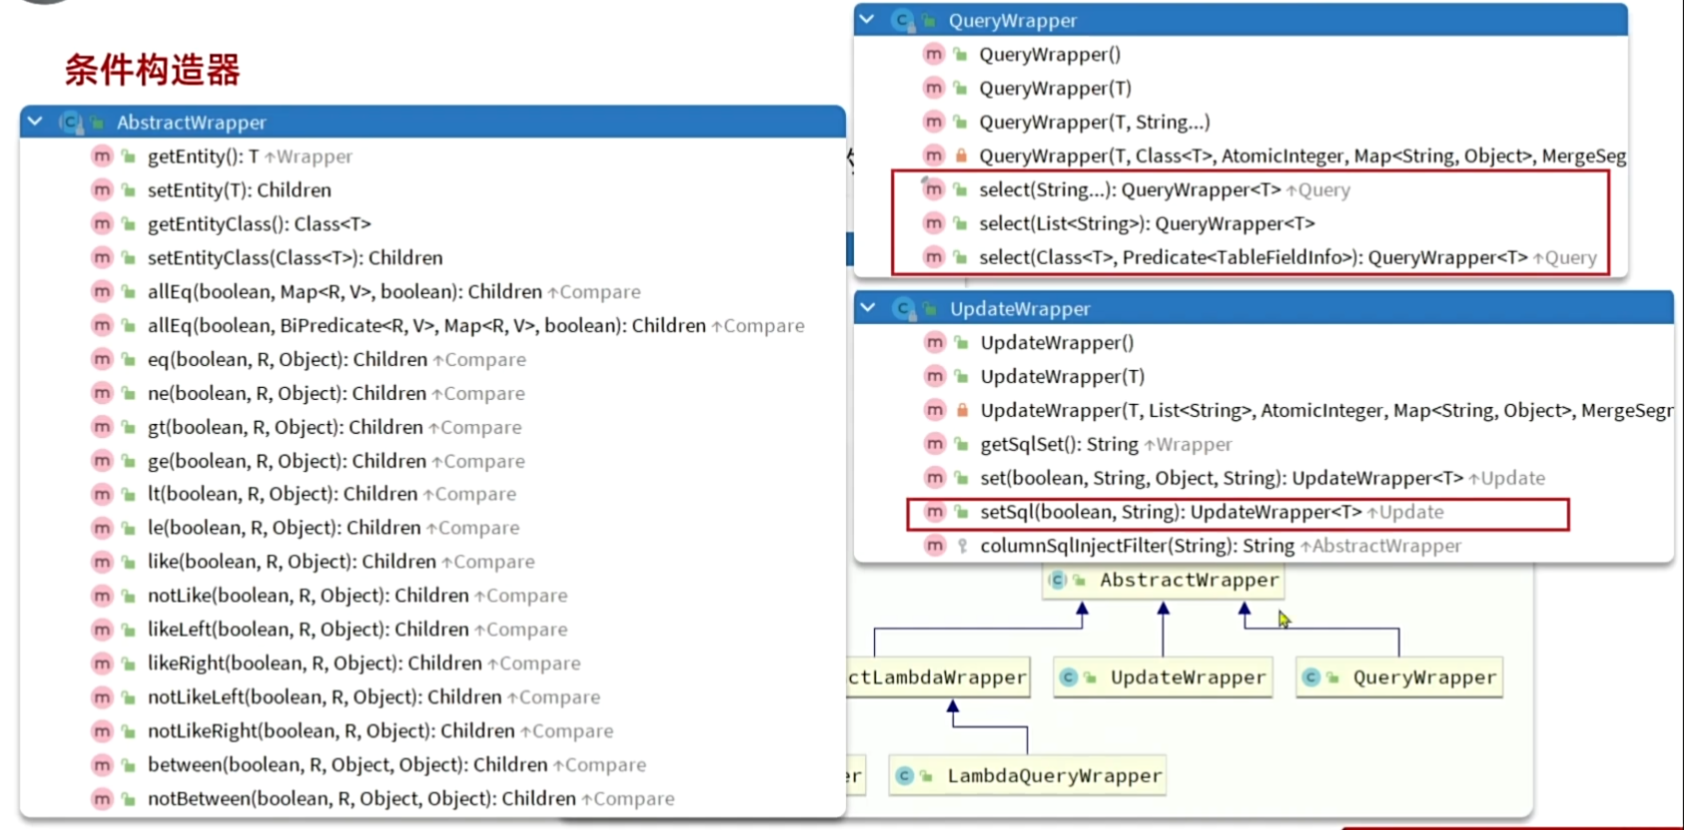 条件构造器
AbstractWrapper
getEntity(): T ↑Wrapper
setEntity(T): Children
getEntityClass(): Class<T>
setEntityClass(Class<T>): Children
allEq(boolean, Map<R, V>, boolean): Children ↑Compare
allEq(boolean, BiPredicate<R, V>, Map<R, V>, boolean): Children ↑Compare
eq(boolean, R, Object): Children ↑Compare
ne(boolean, R, Object): Children ↑Compare
gt(boolean, R, Object): Children ↑Compare
ge(boolean, R, Object): Children ↑Compare
lt(boolean, R, Object): Children ↑Compare
le(boolean, R, Object): Children ↑Compare
like(boolean, R, Object): Children ↑Compare
notLike(boolean, R, Object): Children ↑Compare
likeLeft(boolean, R, Object): Children ↑Compare
likeRight(boolean, R, Object): Children ↑Compare
notLikeLeft(boolean, R, Object): Children ↑Compare
notLikeRight(boolean, R, Object): Children ↑Compare
between(boolean, R, Object, Object): Children ↑Compare
notBetween(boolean, R, Object, Object): Children ↑Compare
QueryWrapper
QueryWrapper()
QueryWrapper(T)
QueryWrapper(T, String...)
QueryWrapper(T, Class<T>, AtomicInteger, Map<String, Object>, MergeSeg
select(String...): QueryWrapper<T> ↑Query
select(List<String>): QueryWrapper<T>
select(Class<T>, Predicate<TableFieldInfo>): QueryWrapper<T> ↑Query
UpdateWrapper
UpdateWrapper()
UpdateWrapper(T)
UpdateWrapper(T, List<String>, AtomicInteger, Map<String, Object>, MergeSegr
getSqlSet(): String ↑Wrapper
set(boolean, String, Object, String): UpdateWrapper<T> ↑Update
setSql(boolean, String): UpdateWrapper<T> ↑Update
columnSqlInjectFilter(String): String ↑AbstractWrapper
AbstractWrapper
ctLambdaWrapper
UpdateWrapper
QueryWrapper
er
LambdaQueryWrapper